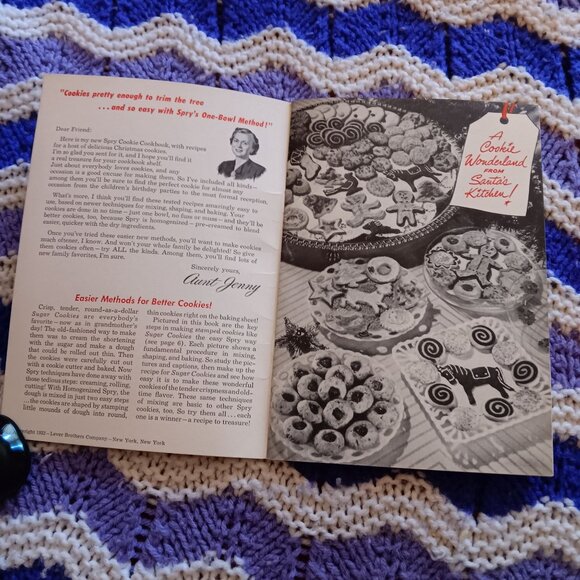 "Cookies pretty enough to trim the tree
... and so easy with Spry's One-Bowl Method!"
Dear Friend:
Here is my new Spry Cookie Cookbook, with recipes
for a host of delicious Christmas cookies.
I'm so glad you sent for it, and I hope you'll find it
a real treasure for your cookbook shelf.
Just about everybody loves cookies, and any
occasion is a good excuse for making them. So I've included all kinds—
among them you'll be sure to find the perfect cookie for almost any
occasion from the children's birthday parties to the most formal reception,
What's more, I think you'll find these tested recipes amazingly easy to
use, based on newer techniques for mixing, shaping, and baking. Your
cookies are done in no time—just one bowl, no fuss or muss—and they'll be
better cookies, too, because Spry is Homogenized—pre-creamed to blend
easier, quicker with the dry ingredients.
Once you've tried these easier new methods, you'll want to make cookies
much oftener, I know. And won't your whole family be delighted! So give
them cookies often—try ALL the kinds. Among them, you'll find lots of
new family favorites, I'm sure.
Sincerely yours,
Aunt Jenny
Easier Methods for Better Cookies!
Crisp, tender, round-as-a-dollar
Sugar Cookies are everybody's
favorite—now as in grandmother's
day! The old-fashioned way to make
them was to cream the shortening
with the sugar and make a dough
that could be rolled out thin. Then
the cookies were carefully cut out
with a cookie cutter and baked. Now
Spry techniques have done away with
those tedious steps: creaming, rolling,
cutting! With Homogenized Spry, the
dough is mixed in just two easy steps
... the cookies are shaped by stamping
little mounds of dough into round,
thin cookies right on the baking sheet!
Pictured in this book are the key
steps in making stamped cookies like
Sugar Cookies the easy Spry way
(see page 6). Each picture shows a
fundamental procedure in mixing,
shaping, and baking. So study the pic-
tures and captions, then make up the
recipe for Sugar Cookies and see how
easy it is to make these wonderful
cookies of the tender crispness and old-
time flavor. These same techniques
of mixing are basic to other Spry
cookies, too. So try them all ... each
one is a winner—a recipe to treasure!
1952—Lever Brothers Company—New York, New York
A
Cookie
Wonderland
FROM
Santa's
Kitchen!